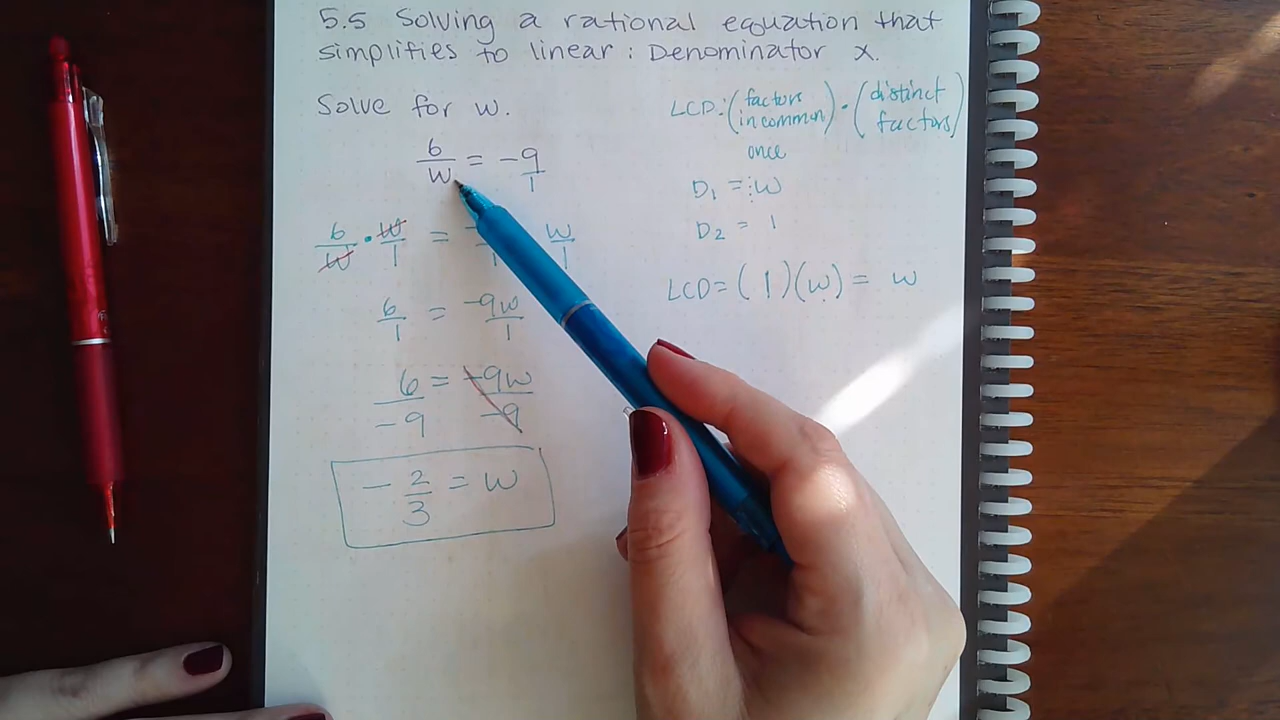 5.5 Solving a rational equation that
simplifies to linear: Denominator x.
Solve for w.
6/w = -9/1
6/w · w/1 = w/1
6/1 = -9w/1
6/-9 = -9w/-9
-2/3 = w
LCD: (factors in common) · (distinct factors)
once
D1 = w
D2 = 1
LCD = (1)(w) = w